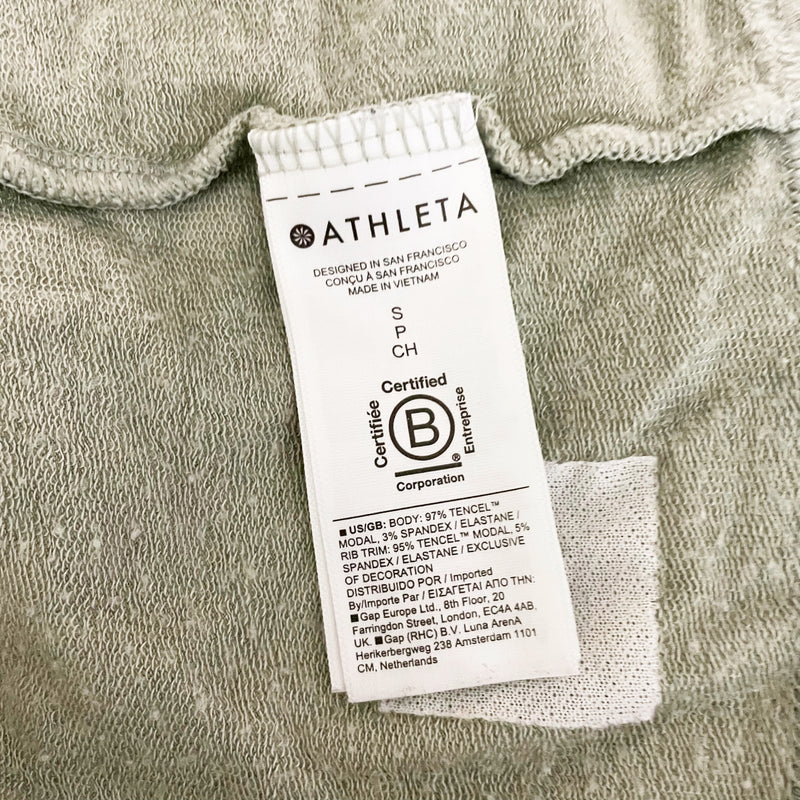 ATHLETA
DESIGNED IN SAN FRANCISCO
CONÇU À SAN FRANCISCO
MADE IN VIETNAM
S
P
CH
Certified
Certifiée
B
Entreprise
®
Corporation
■ US/GB: BODY: 97% TENCEL™
MODAL, 3% SPANDEX / ELASTANE /
RIB TRIM: 95% TENCEL™ MODAL, 5%
SPANDEX / ELASTANE / EXCLUSIVE
OF DECORATION
DISTRIBUIDO POR / Imported
By/Importe Par / ΕΙΣΑΓΕΤΑΙ ΑΠΟ ΤΗΝ:
■Gap Europe Ltd., 8th Floor, 20
Farringdon Street, London, EC4A 4AB.
UK. ■Gap (RHC) B.V. Luna ArenA
Herikerbergweg 238 Amsterdam 1101
CM, Netherlands